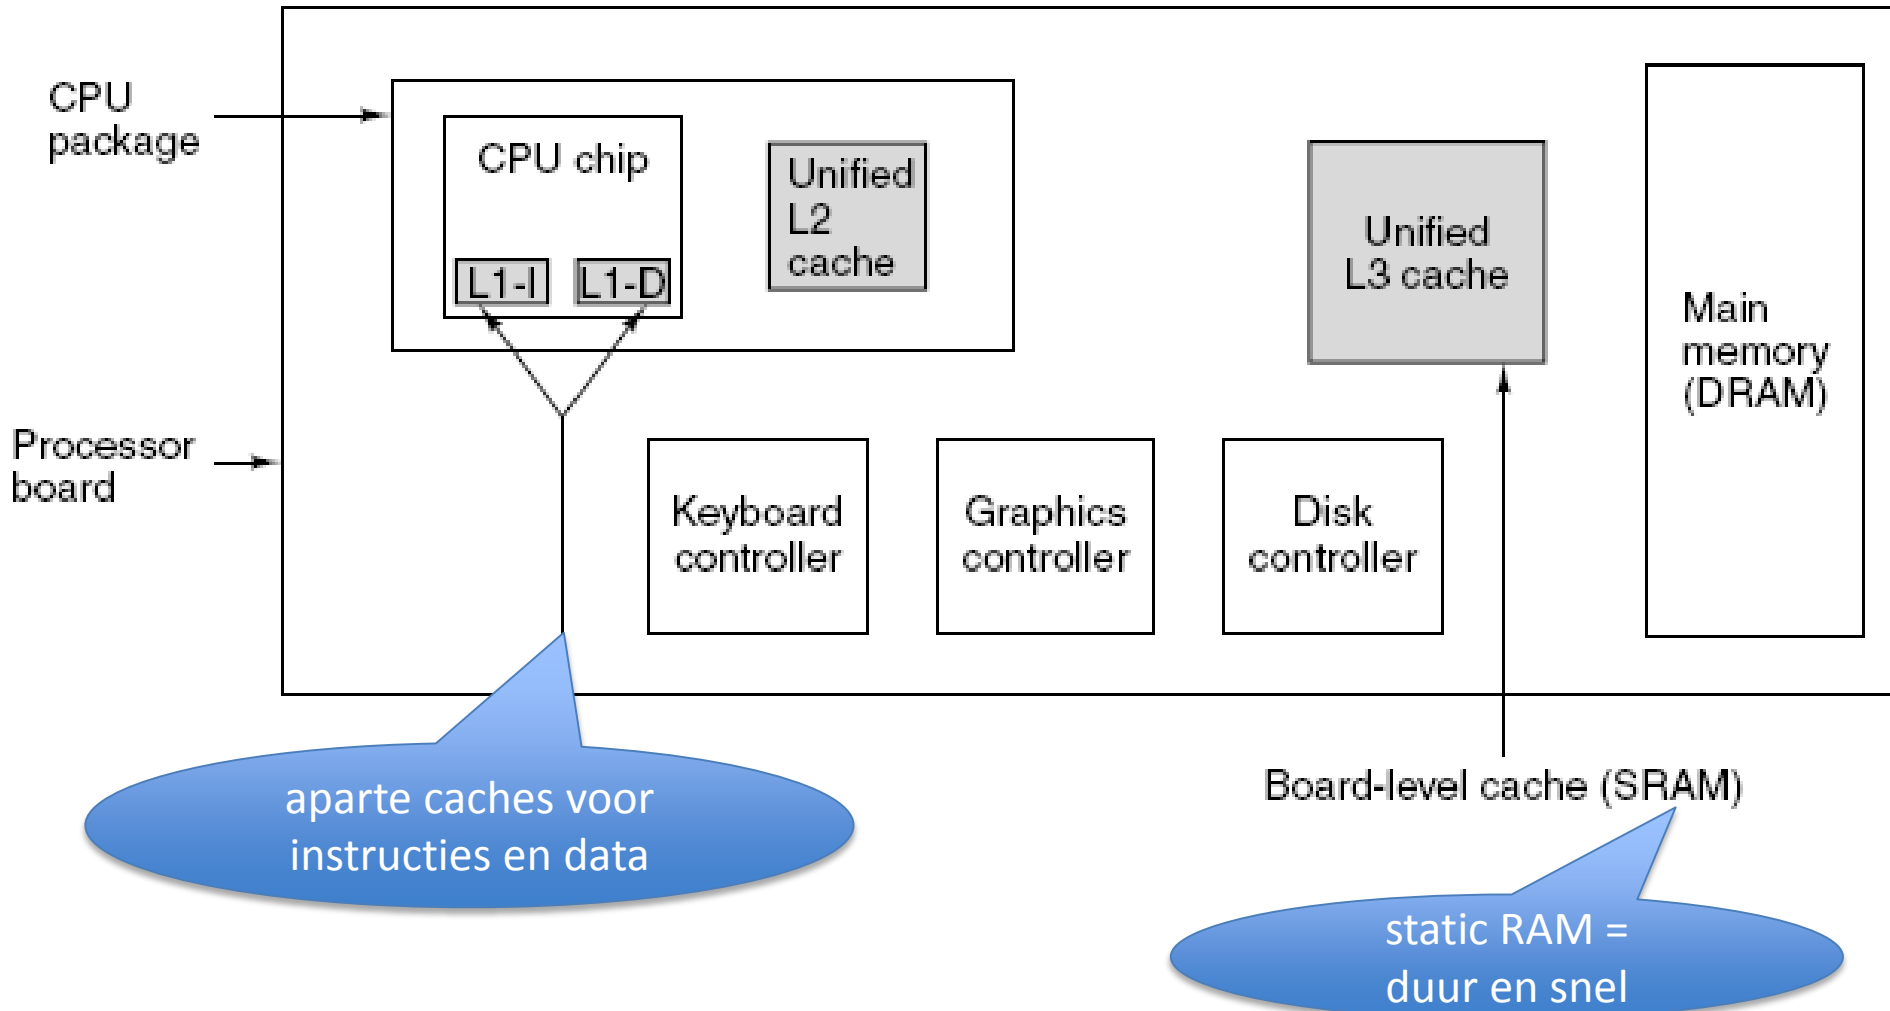 CPU
package
CPU chip
L1-I
L1-D
Unified
L2
cache
Unified
L3 cache
Main
memory
(DRAM)
Processor
board
Keyboard
controller
Graphics
controller
Disk
controller
Board-level cache (SRAM)
aparte caches voor
instructies en data
static RAM =
duur en snel